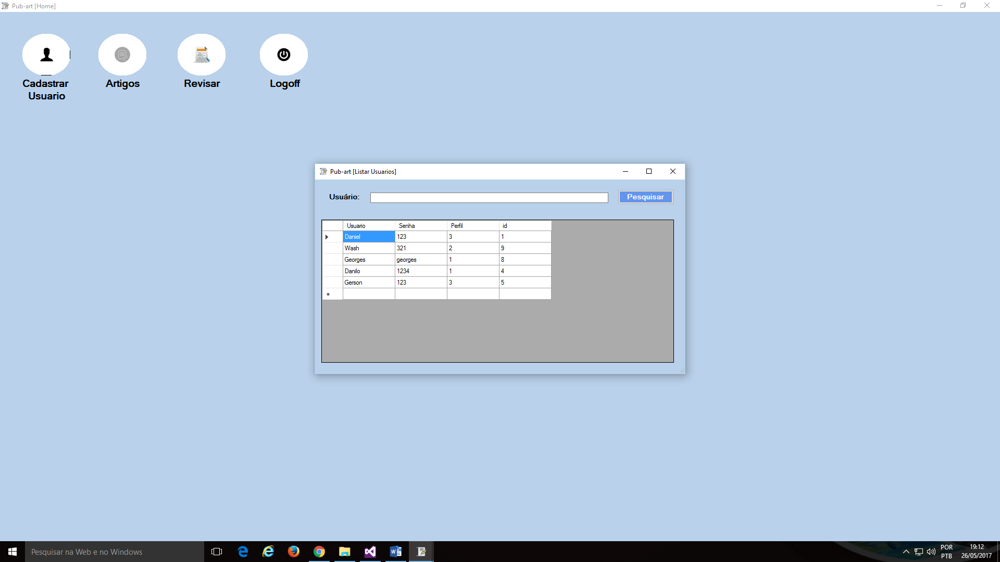 Pub-art [Home]
Cadastrar
Usuario
Artigos
Revisar
Logoff
Pub-art [Listar Usuarios]
Usuário:
Pesquisar
Usuario Senha Perfil id
Daniel 123 3 1
Wash 321 2 9
Georges georges 1 8
Danilo 1234 1 4
Gerson 123 3 5
*
Pesquisar na Web e no Windows
POR
PTB
19:12
26/05/2017